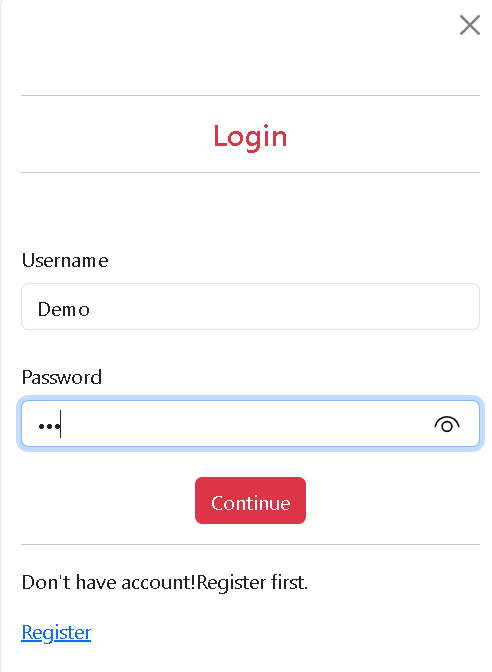 Login
Username
Demo
Password
•••
Continue
Don't have account!Register first.
Register